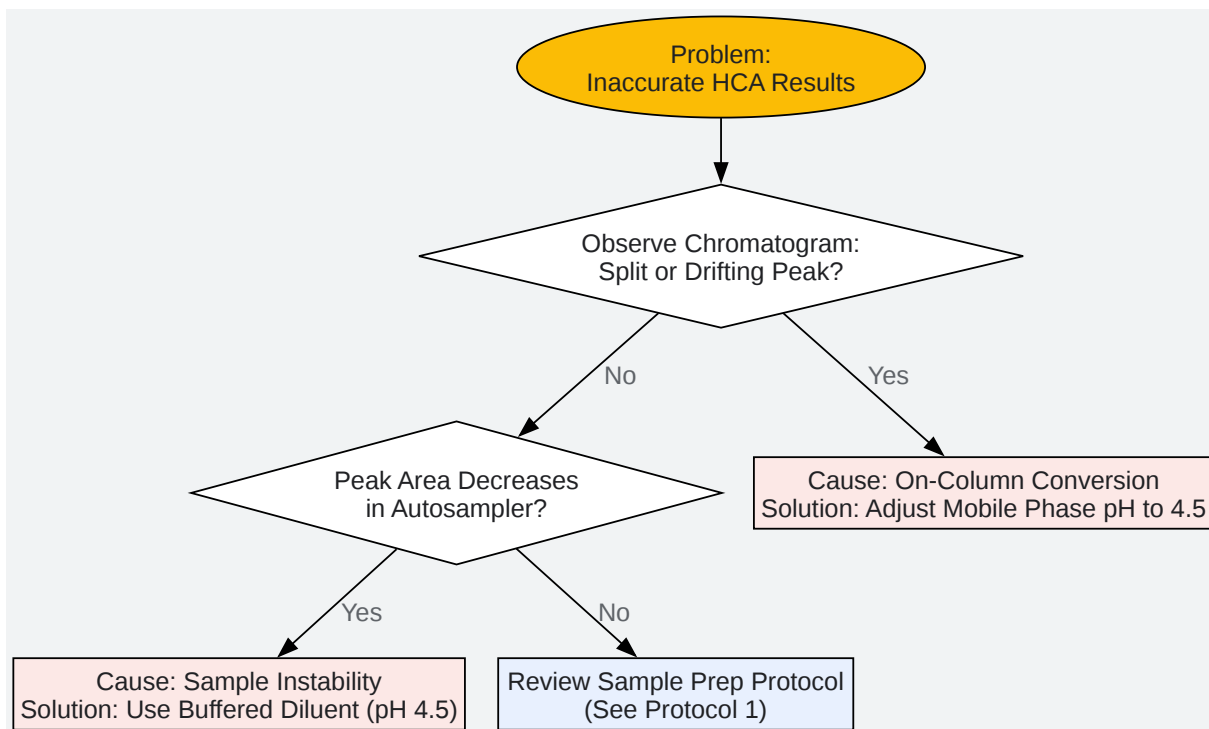 Problem:
Inaccurate HCA Results
Observe Chromatogram:
Split or Drifting Peak?
No
Yes
Peak Area Decreases
in Autosampler?
Cause: On-Column Conversion
Solution: Adjust Mobile Phase pH to 4.5
Yes
No
Cause: Sample Instability
Solution: Use Buffered Diluent (pH 4.5)
Review Sample Prep Protocol
(See Protocol 1)